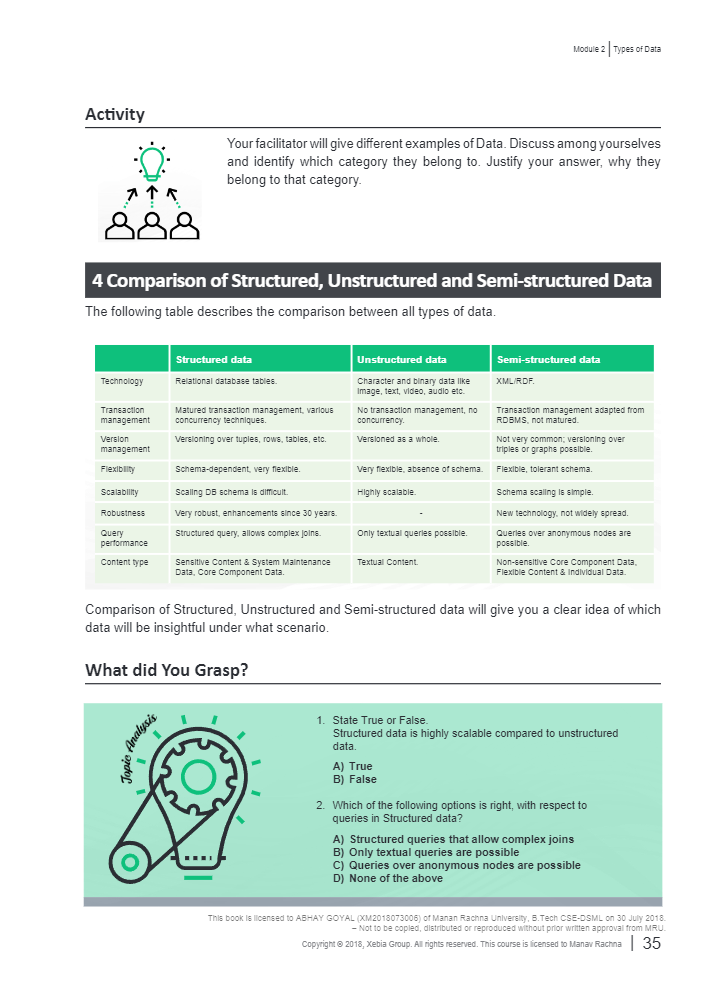 Module 2 | Types of Data
Activity
Your facilitator will give different examples of Data. Discuss among yourselves
and identify which category they belong to. Justify your answer, why they
belong to that category.
4 Comparison of Structured, Unstructured and Semi-structured Data
The following table describes the comparison between all types of data.
Structured data Unstructured data Semi-structured data
Technology Relational database tables. Character and binary data like XML/RDF.
image, text, video, audio etc.
Transaction Matured transaction management, various No transaction management, no Transaction management adapted from
management concurrency techniques. concurrency. RDBMS, not matured.
Version Versioning over tuples, rows, tables, etc. Versioned as a whole. Not very common; versioning over
management triples or graphs possible.
Flexibility Schema-dependent, very flexible. Very flexible, absence of schema. Flexible, tolerant schema.
Scalability Scaling DB schema is difficult. Highly scalable. Schema scaling is simple.
Robustness Very robust, enhancements since 30 years. - New technology, not widely spread.
Query Structured query, allows complex joins. Only textual queries possible. Queries over anonymous nodes are
performance possible.
Content type Sensitive Content & System Maintenance Textual Content. Non-sensitive Core Component Data,
Data, Core Component Data. Flexible Content & Individual Data.
Comparison of Structured, Unstructured and Semi-structured data will give you a clear idea of which
data will be insightful under what scenario.
What did You Grasp?
Topic Analysis
1. State True or False.
Structured data is highly scalable compared to unstructured
data.
A) True
B) False
2. Which of the following options is right, with respect to
queries in Structured data?
A) Structured queries that allow complex joins
B) Only textual queries are possible
C) Queries over anonymous nodes are possible
D) None of the above
This book is licensed to ABHAY GOYAL (XM2018073006) of Manan Rachna University, B.Tech CSE-DSML on 30 July 2018.
– Not to be copied, distributed or reproduced without prior written approval from MRU.
Copyright © 2018, Xebia Group. All rights reserved. This course is licensed to Manav Rachna | 35